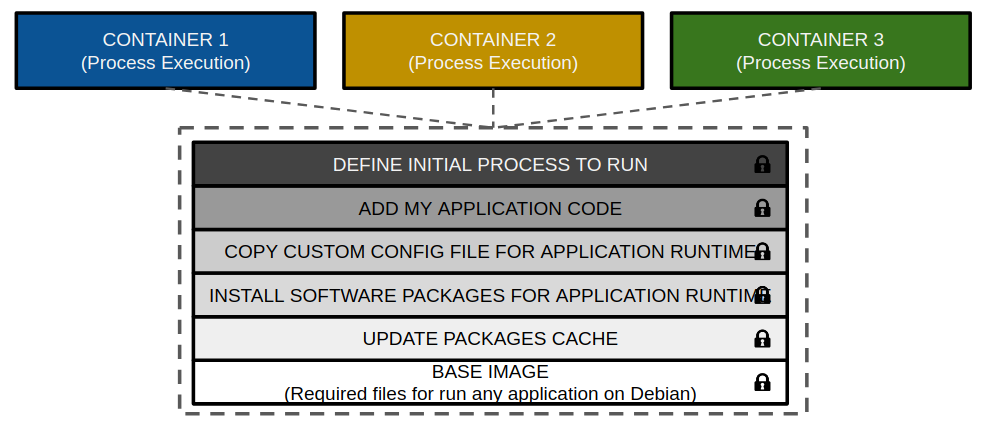 CONTAINER 1
(Process Execution)
CONTAINER 2
(Process Execution)
CONTAINER 3
(Process Execution)
DEFINE INITIAL PROCESS TO RUN
ADD MY APPLICATION CODE
COPY CUSTOM CONFIG FILE FOR APPLICATION RUNTIME
INSTALL SOFTWARE PACKAGES FOR APPLICATION RUNTIME
UPDATE PACKAGES CACHE
BASE IMAGE
(Required files for run any application on Debian)